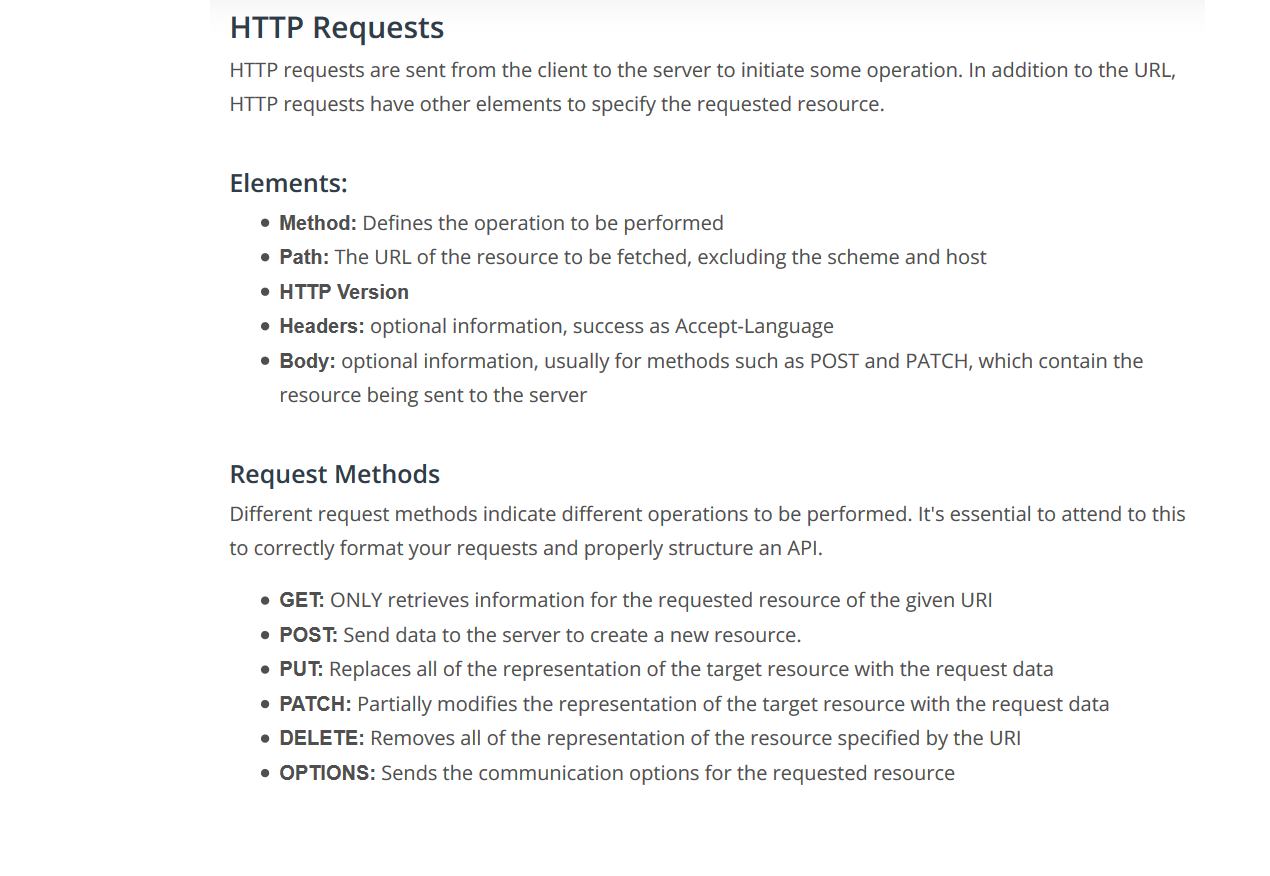 HTTP Requests
HTTP requests are sent from the client to the server to initiate some operation. In addition to the URL,
HTTP requests have other elements to specify the requested resource.
Elements:
Method: Defines the operation to be performed
Path: The URL of the resource to be fetched, excluding the scheme and host
HTTP Version
Headers: optional information, success as Accept-Language
Body: optional information, usually for methods such as POST and PATCH, which contain the
resource being sent to the server
Request Methods
Different request methods indicate different operations to be performed. It's essential to attend to this
to correctly format your requests and properly structure an API.
GET: ONLY retrieves information for the requested resource of the given URI
POST: Send data to the server to create a new resource.
PUT: Replaces all of the representation of the target resource with the request data
PATCH: Partially modifies the representation of the target resource with the request data
DELETE: Removes all of the representation of the resource specified by the URI
OPTIONS: Sends the communication options for the requested resource